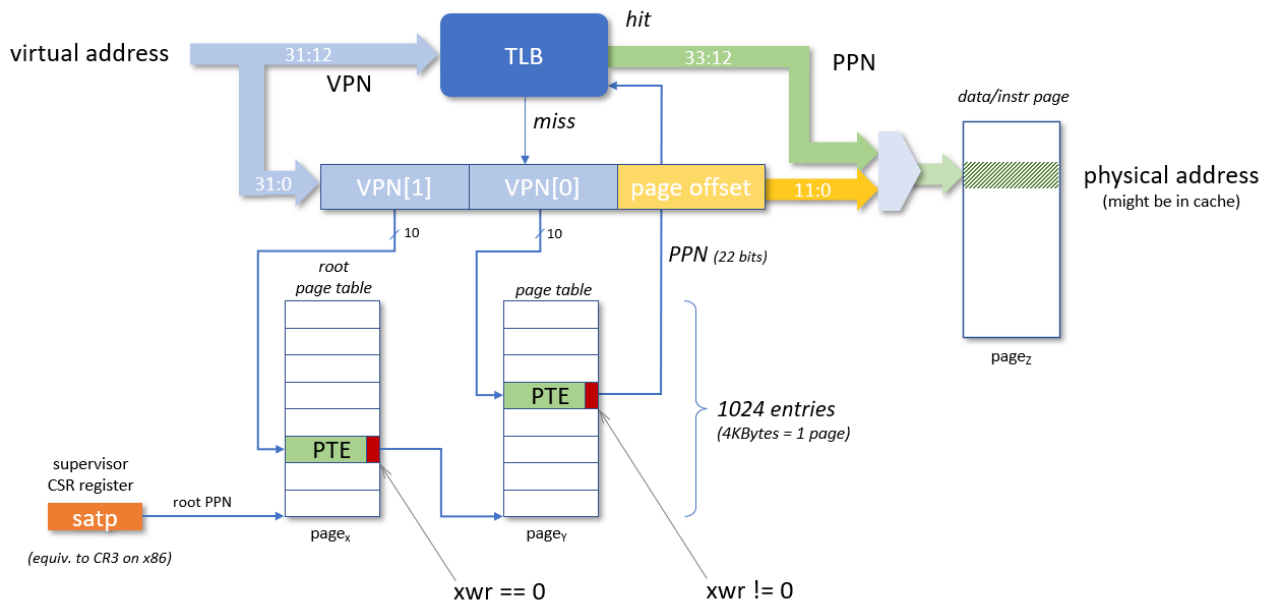 hit
virtual address
31:12
TLB
33:12
PPN
VPN
data/instr page
miss
31:0
VPN[1]
VPN[0]
page offset
11:0
physical address
(might be in cache)
10
10
PPN (22 bits)
root
page table
page table
pageZ
PTE
1024 entries
(4KBytes = 1 page)
PTE
supervisor
CSR register
satp
root PPN
(equiv. to CR3 on x86)
pageX
pageY
xwr == 0
xwr != 0